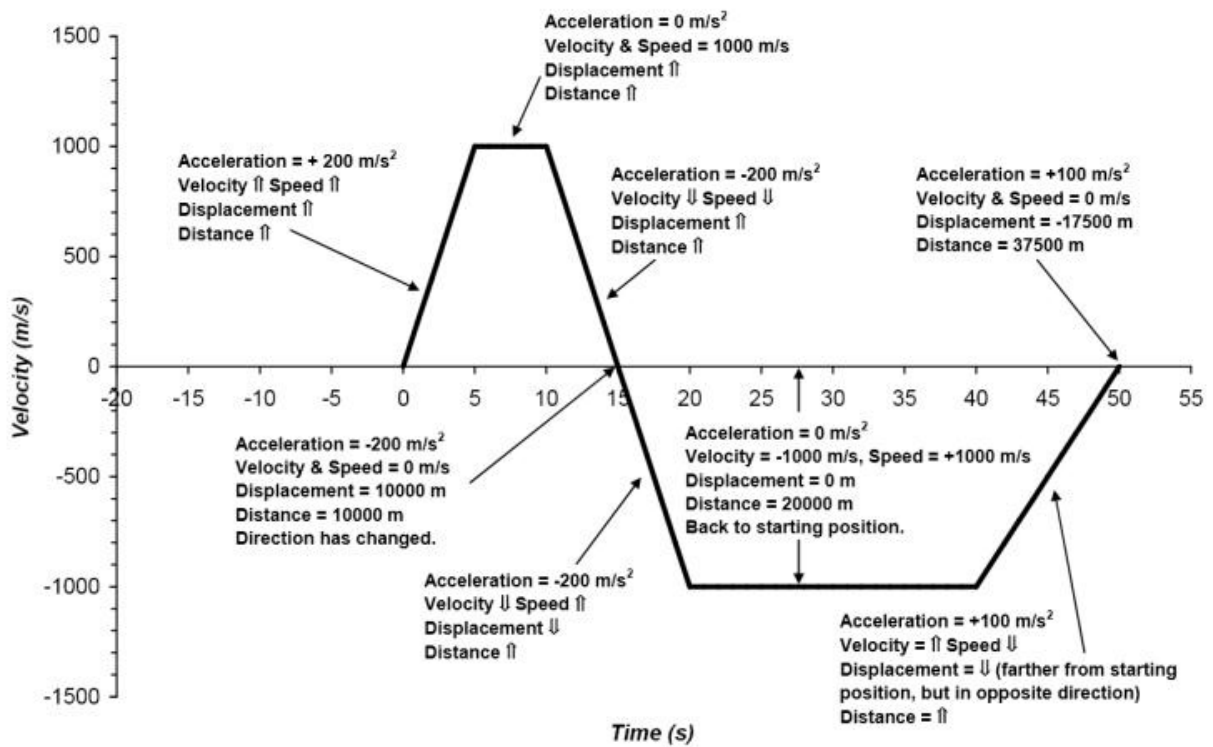 Acceleration = 0 m/s²
Velocity & Speed = 1000 m/s
Displacement ⇑
Distance ⇑
Acceleration = + 200 m/s²
Velocity ⇑ Speed ⇑
Displacement ⇑
Distance ⇑
Acceleration = -200 m/s²
Velocity ⇓ Speed ⇓
Displacement ⇑
Distance ⇑
Acceleration = +100 m/s²
Velocity & Speed = 0 m/s
Displacement = -17500 m
Distance = 37500 m
1500
1000
500
0
-500
-1000
-1500
Velocity (m/s)
-20 -15 -10 -5 0 5 10 15 20 25 30 35 40 45 50 55
Acceleration = -200 m/s²
Velocity & Speed = 0 m/s
Displacement = 10000 m
Distance = 10000 m
Direction has changed.
Acceleration = 0 m/s²
Velocity = -1000 m/s, Speed = +1000 m/s
Displacement = 0 m
Distance = 20000 m
Back to starting position.
Acceleration = -200 m/s²
Velocity ⇓ Speed ⇑
Displacement ⇓
Distance ⇑
Acceleration = +100 m/s²
Velocity = ⇑ Speed ⇓
Displacement = ⇓ (farther from starting
position, but in opposite direction)
Distance = ⇑
Time (s)